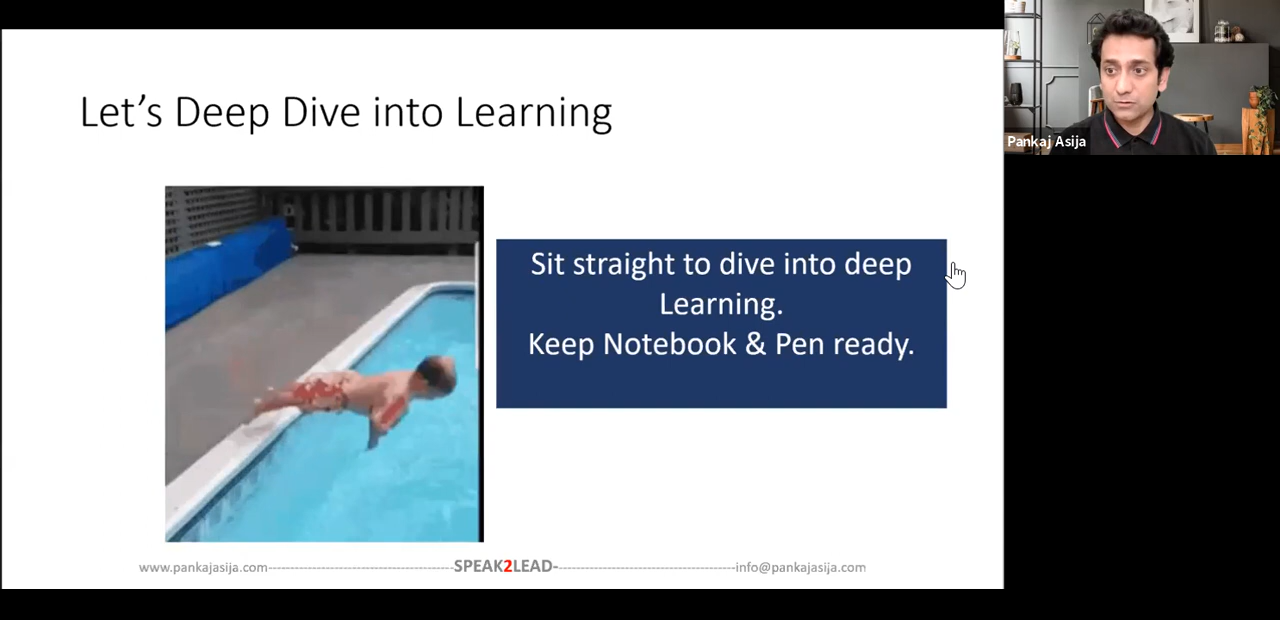 Let's Deep Dive into Learning
Pankaj Asija
Sit straight to dive into deep
Learning.
Keep Notebook & Pen ready.
www.pankajasija.com-----------------------------------------SPEAK2LEAD-----------------------------------------info@pankajasija.com